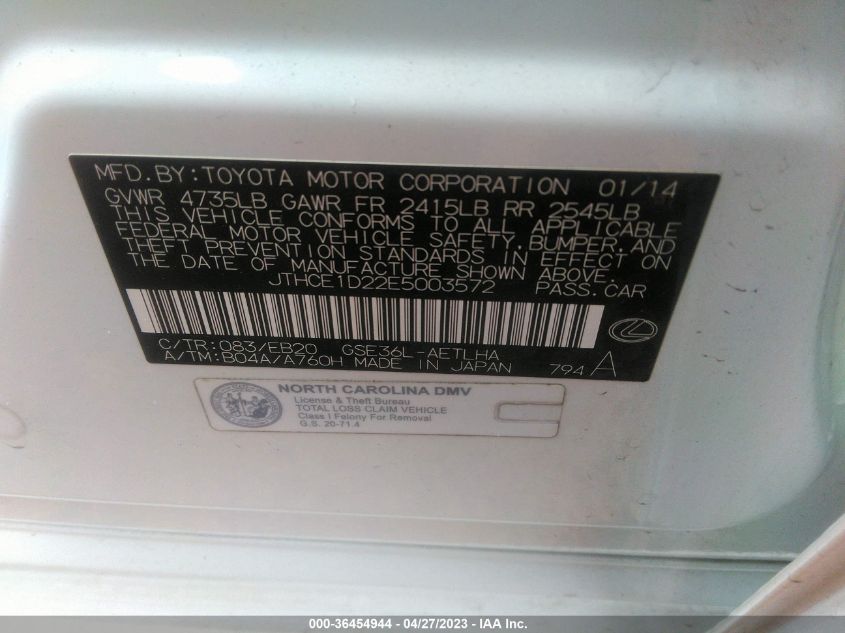 MFD.BY:TOYOTA MOTOR CORPORATION 01/14
GVWR 4735LB GAWR FR 2415LB RR 2545LB
THIS VEHICLE CONFORMS TO ALL APPLICABLE
FEDERAL MOTOR VEHICLE SAFETY,BUMPER,AND
THEFT PREVENTION STANDARDS IN EFFECT ON
THE DATE OF MANUFACTURE SHOWN ABOVE.
JTHCE1D22E5003572 PASS.CAR
C/TR:083/EB20 GSE36L-AETLHA
A/TM:B04A/A760H MADE IN JAPAN 794 A
NORTH CAROLINA DMV
License & Theft Bureau
TOTAL LOSS CLAIM VEHICLE
Class I Felony For Removal
G.S. 20-71.4
000-36454944 - 04/27/2023 - IAA Inc.